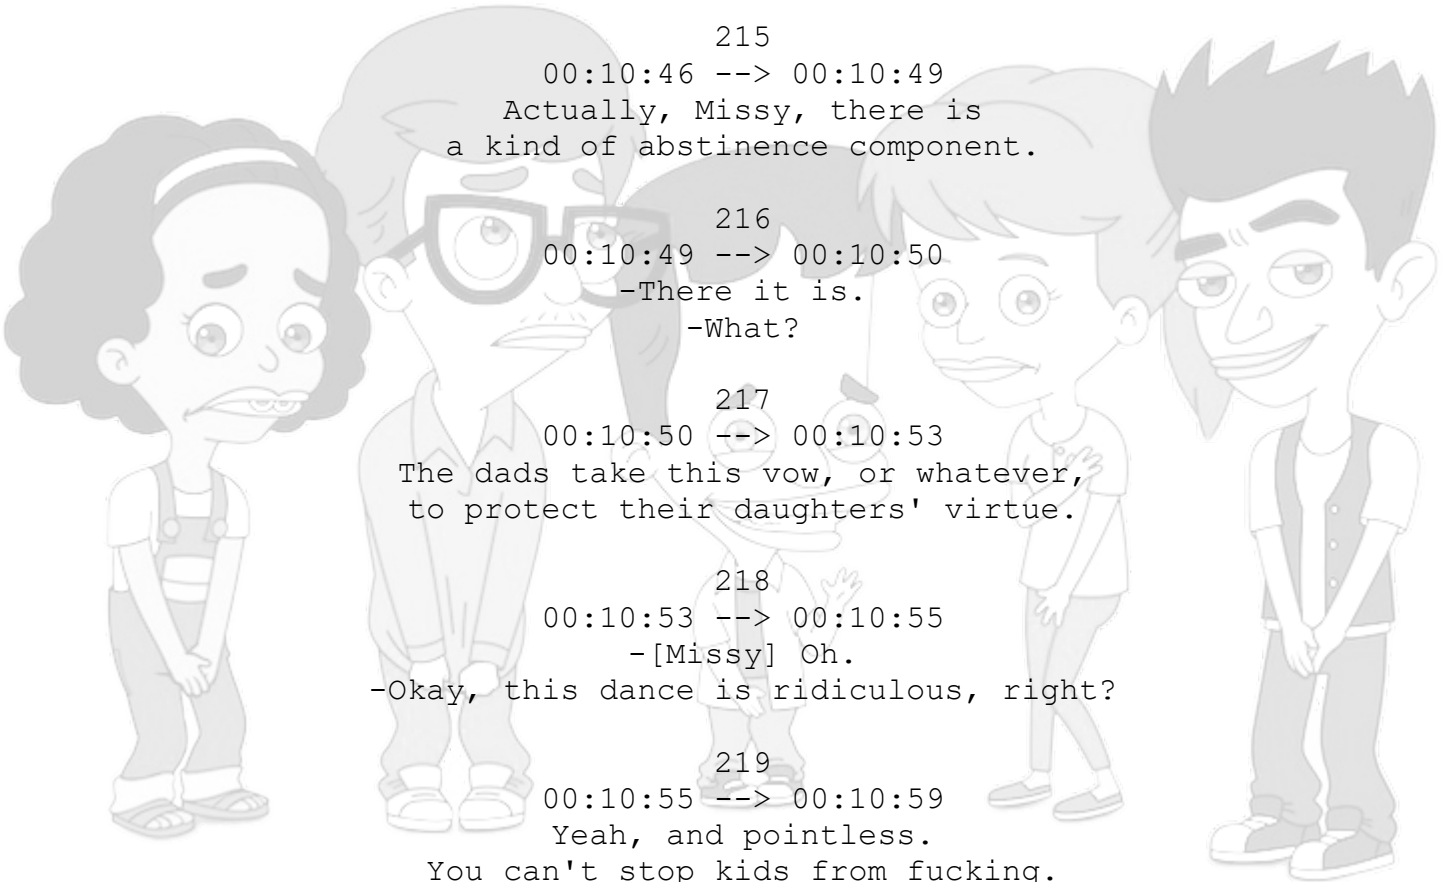 215
00:10:46 --> 00:10:49
Actually, Missy, there is
a kind of abstinence component.
216
00:10:49 --> 00:10:50
-There it is.
-What?
217
00:10:50 --> 00:10:53
The dads take this vow, or whatever,
to protect their daughters' virtue.
218
00:10:53 --> 00:10:55
-[Missy] Oh.
-Okay, this dance is ridiculous, right?
219
00:10:55 --> 00:10:59
Yeah, and pointless.
You can't stop kids from fucking.